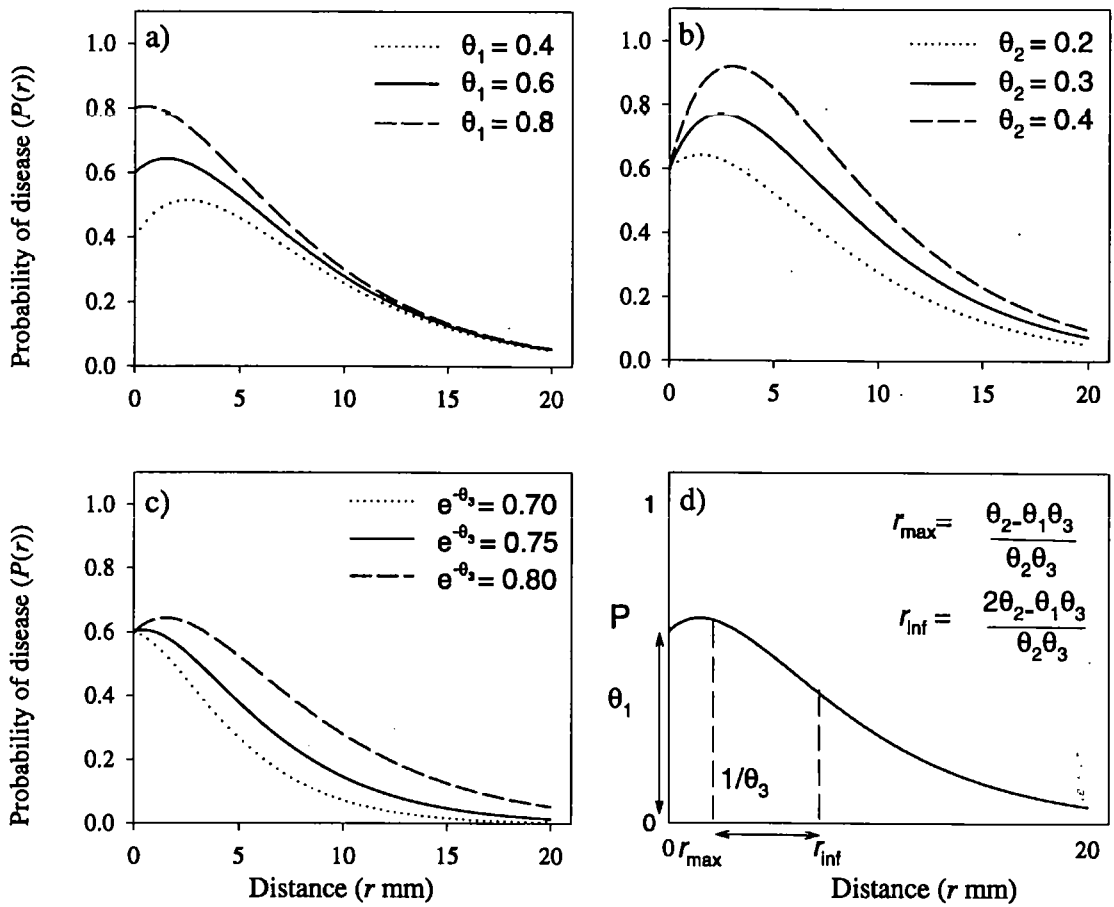 Probability of disease (P(r))
a)
θ1 = 0.4
θ1 = 0.6
θ1 = 0.8
1.0
0.8
0.6
0.4
0.2
0.0
0 5 10 15 20
b)
θ2 = 0.2
θ2 = 0.3
θ2 = 0.4
1.0
0.8
0.6
0.4
0.2
0.0
0 5 10 15 20
Probability of disease (P(r))
c)
e^-θ3 = 0.70
e^-θ3 = 0.75
e^-θ3 = 0.80
1.0
0.8
0.6
0.4
0.2
0.0
0 5 10 15 20
Distance (r mm)
d)
rmax = θ2-θ1θ3
θ2θ3
rinf = 2θ2-θ1θ3
θ2θ3
1
P
θ1
0
1/θ3
0 rmax rinf 20
Distance (r mm)